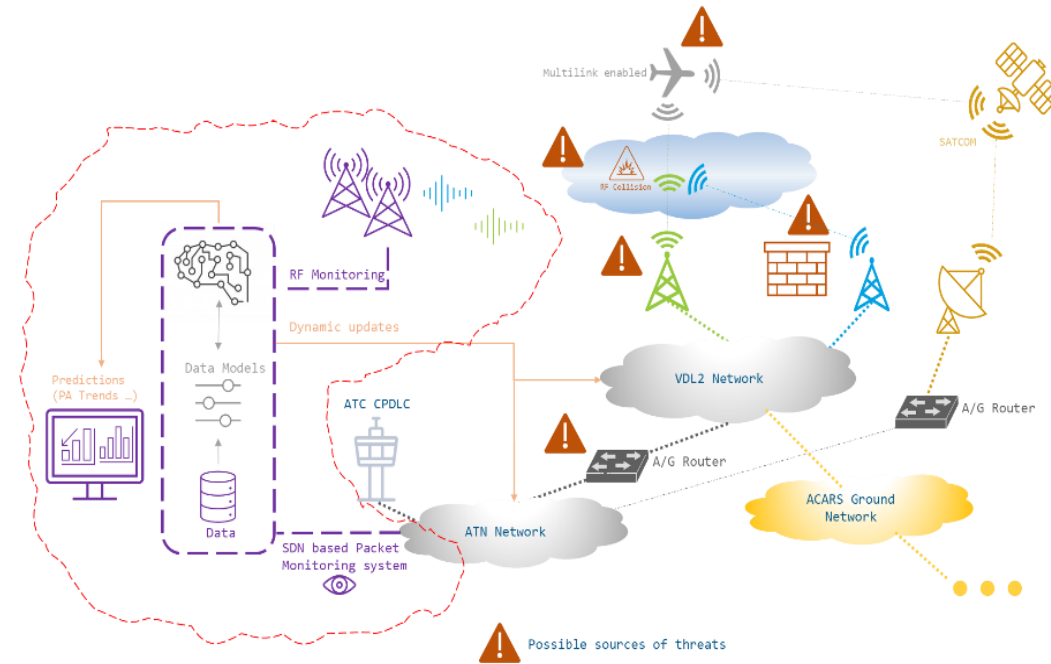 Multilink enabled
SATCOM
RF Collision
RF Monitoring
Dynamic updates
Predictions
(PA Trends …)
Data Models
VDL2 Network
ATC CPDLC
A/G Router
A/G Router
ACARS Ground
Network
Data
ATN Network
SDN based Packet
Monitoring system
Possible sources of threats